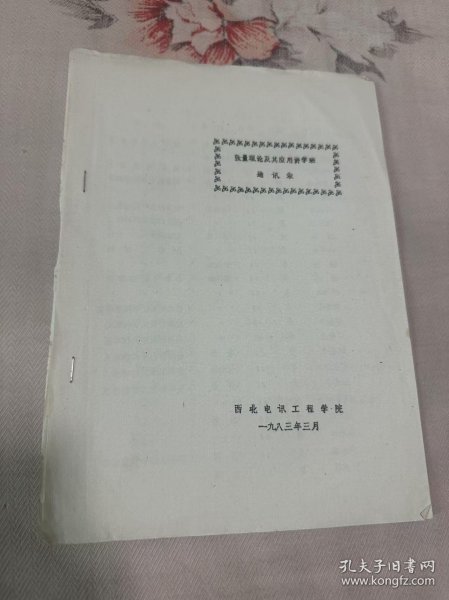 张量理论及其应用讲学班
通讯录
西北电讯工程学院
一九八三年三月
孔夫子旧书网
www.kongfz.com